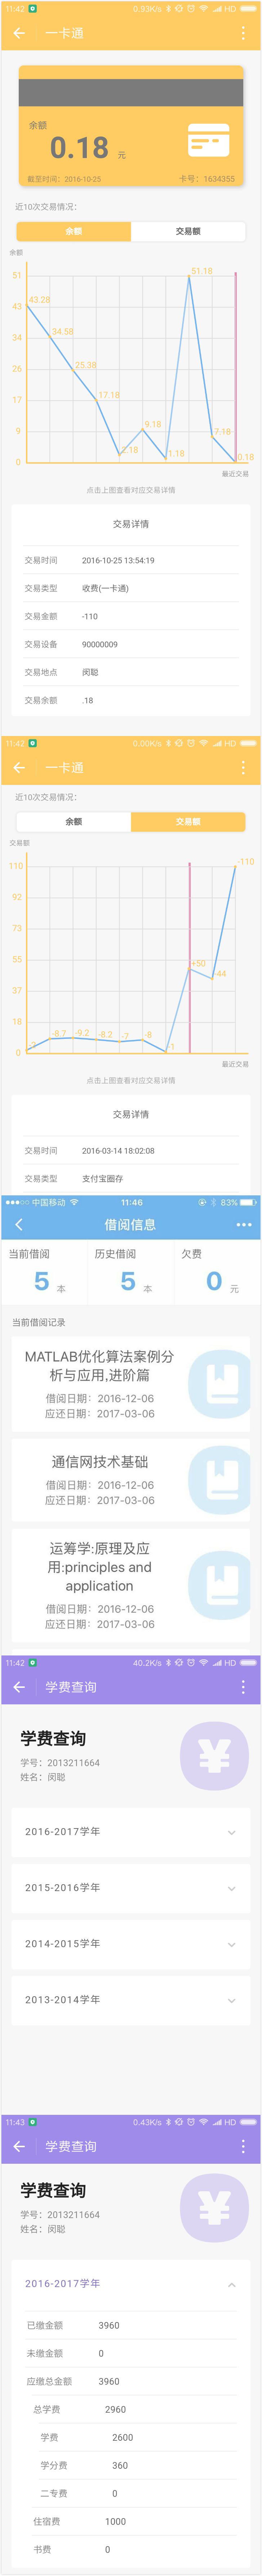 11:42 0.93K/s HD
一卡通
余额
0.18 元
截至时间：2016-10-25 卡号：1634355
近10次交易情况：
余额 交易额
余额
51
43
34
26
17
9
0
43.28
34.58
25.38
17.18
2.18
9.18
1.18
51.18
7.18
0.18
最近交易
点击上图查看对应交易详情
交易详情
交易时间 2016-10-25 13:54:19
交易类型 收费(一卡通)
交易金额 -110
交易设备 90000009
交易地点 闵聪
交易余额 .18
11:42 0.00K/s HD
一卡通
近10次交易情况：
余额 交易额
交易额
110
92
73
55
37
18
0
-8.7
-9.2
-8.2
-7
-8
-1
+50
-44
-110
最近交易
点击上图查看对应交易详情
交易详情
交易时间 2016-03-14 18:02:08
交易类型 支付宝圈存
中国移动 11:46 83%
借阅信息
当前借阅 历史借阅 欠费
5 本 5 本 0 元
当前借阅记录
MATLAB优化算法案例分
析与应用,进阶篇
借阅日期：2016-12-06
应还日期：2017-03-06
通信网技术基础
借阅日期：2016-12-06
应还日期：2017-03-06
运筹学:原理及应
用:principles and
application
借阅日期：2016-12-06
应还日期：2017-03-06
11:42 40.2K/s HD
学费查询
学费查询
学号：2013211664
姓名：闵聪
2016-2017学年
2015-2016学年
2014-2015学年
2013-2014学年
11:43 0.43K/s HD
学费查询
学费查询
学号：2013211664
姓名：闵聪
2016-2017学年
已缴金额 3960
未缴金额 0
应缴总金额 3960
总学费 2960
学费 2600
学分费 360
二专费 0
住宿费 1000
书费 0